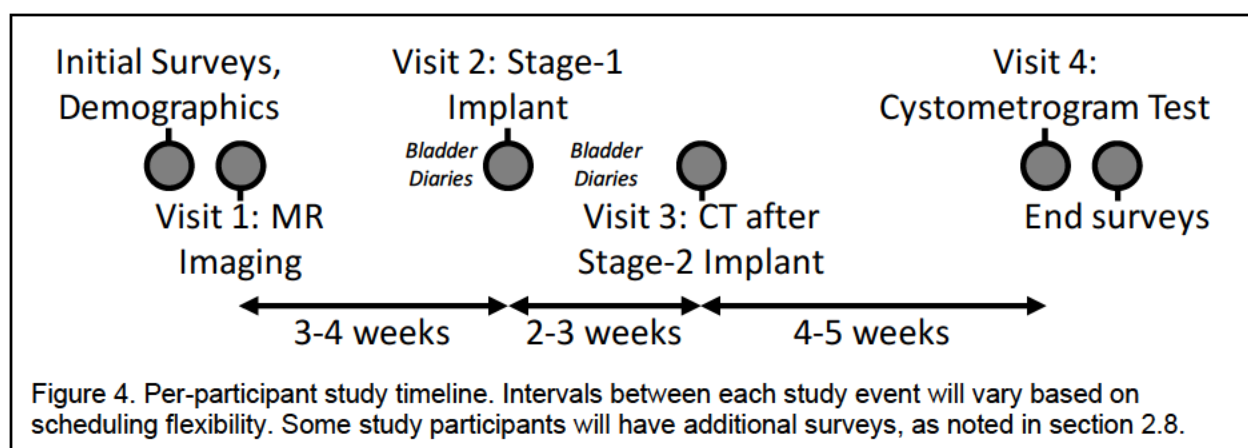 Initial Surveys,
Demographics
Visit 1: MR
Imaging
Visit 2: Stage-1
Implant
Bladder
Diaries
Bladder
Diaries
Visit 3: CT after
Stage-2 Implant
Visit 4:
Cystometrogram Test
End surveys
3-4 weeks
2-3 weeks
4-5 weeks
Figure 4. Per-participant study timeline. Intervals between each study event will vary based on
scheduling flexibility. Some study participants will have additional surveys, as noted in section 2.8.